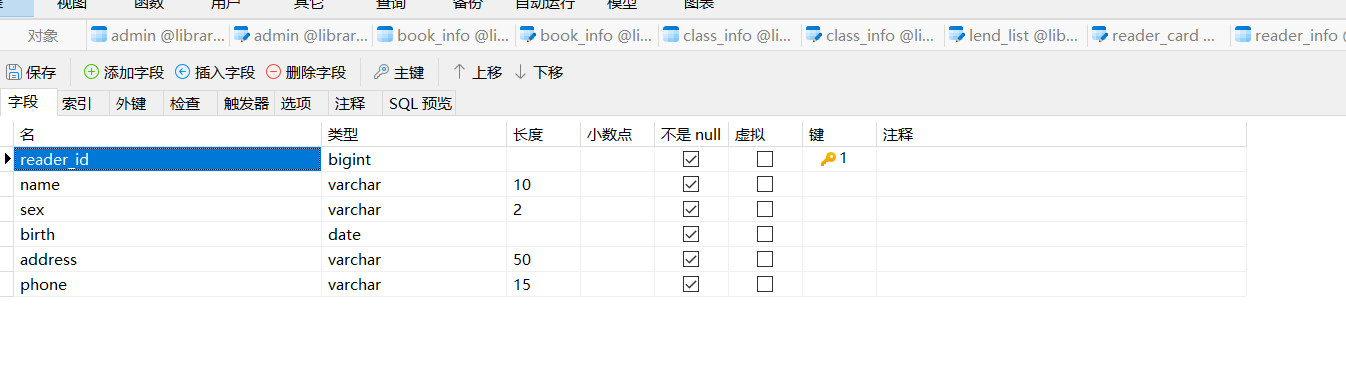 视图 函数 用户 其它 查询 备份 自动运行 模型 图表
对象 admin @librar... admin @librar... book_info @li... book_info @li... class_info @li... class_info @li... lend_list @lib... reader_card ... reader_info @
保存 添加字段 插入字段 删除字段 主键 上移 下移
字段 索引 外键 检查 触发器 选项 注释 SQL 预览
名 类型 长度 小数点 不是 null 虚拟 键 注释
reader_id bigint 1
name varchar 10
sex varchar 2
birth date
address varchar 50
phone varchar 15